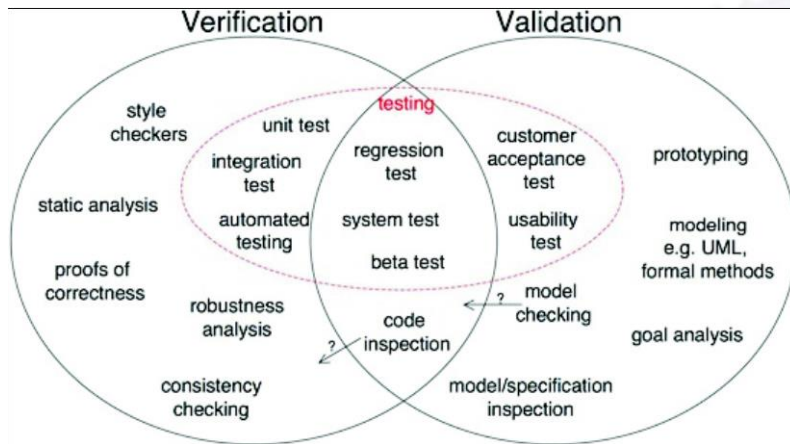 Verification
Validation
testing
style
checkers
unit test
integration
test
automated
testing
static analysis
proofs of
correctness
robustness
analysis
consistency
checking
regression
test
system test
beta test
code
inspection
?
customer
acceptance
test
usability
test
?
model
checking
model/specification
inspection
prototyping
modeling
e.g. UML,
formal methods
goal analysis